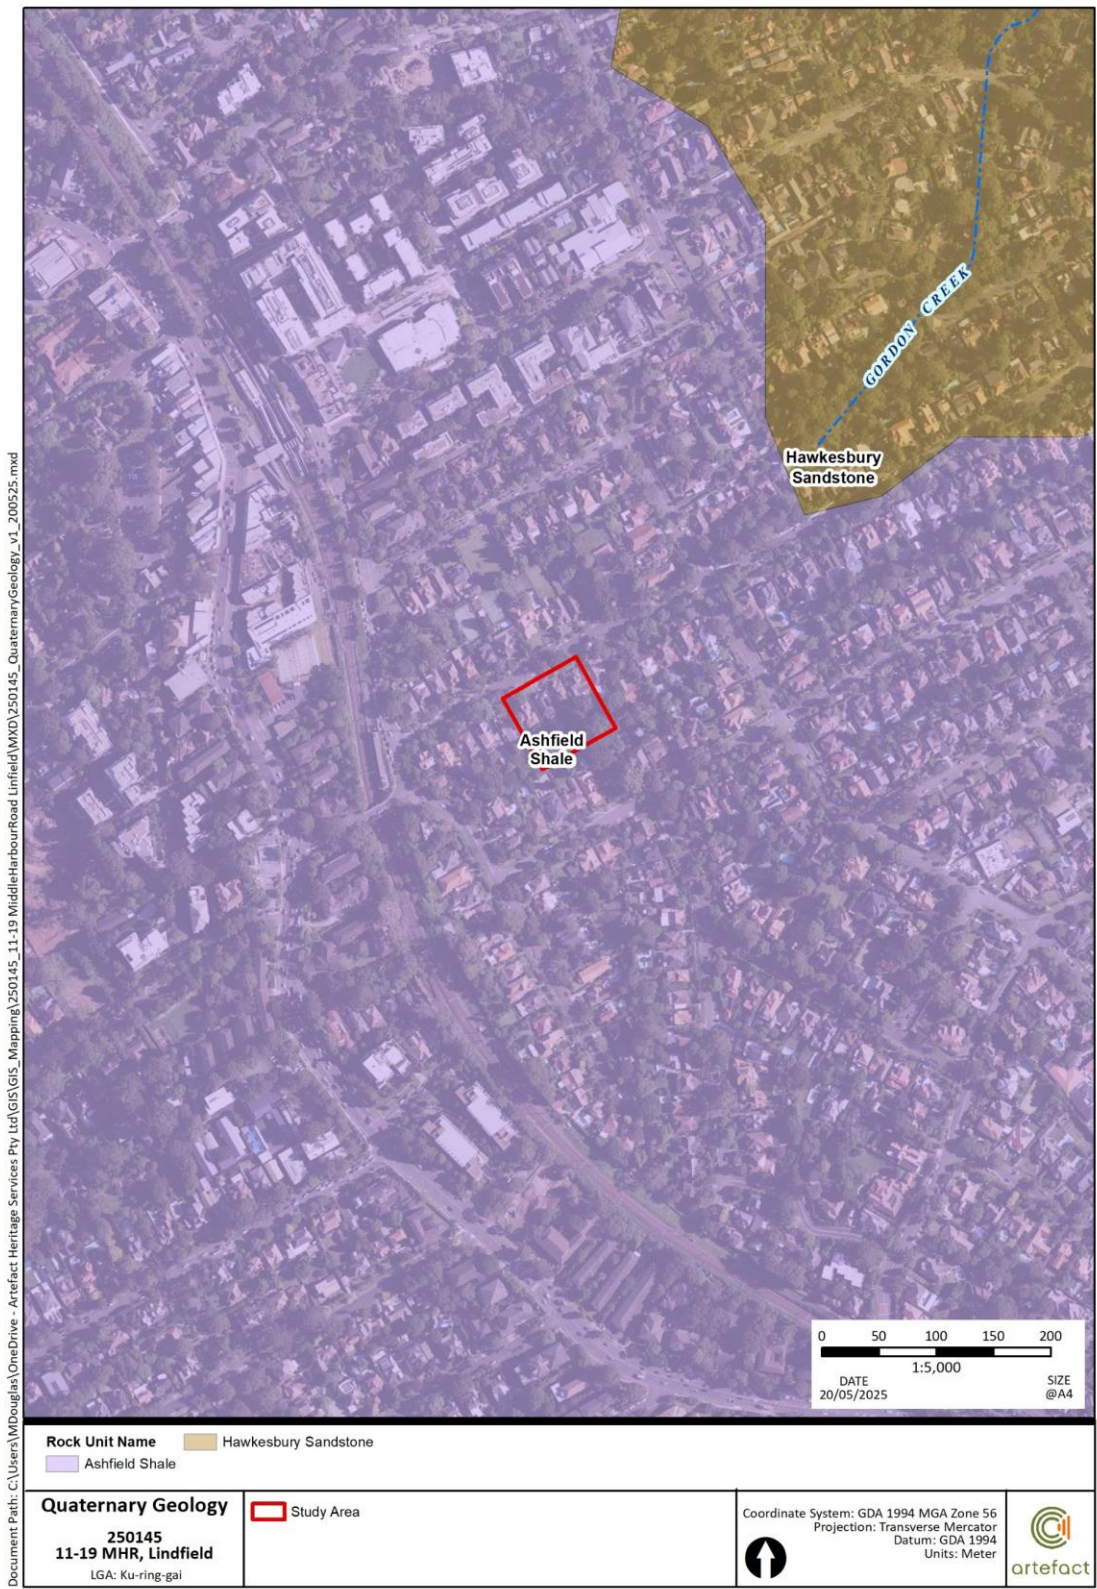 GORDON CREEK
Hawkesbury
Sandstone
Ashfield
Shale
0 50 100 150 200
1:5,000
DATE
20/05/2025
SIZE
@A4
Document Path: C:\Users\MDouglas\OneDrive - Artefact Heritage Services Pty Ltd\GIS\GIS_Mapping\250145_11-19 MiddleHarbourRoad Linfield\MXD\250145_QuaternaryGeology_v1_200525.mxd
Rock Unit Name
Hawkesbury Sandstone
Ashfield Shale
Quaternary Geology
250145
11-19 MHR, Lindfield
LGA: Ku-ring-gai
Study Area
Coordinate System: GDA 1994 MGA Zone 56
Projection: Transverse Mercator
Datum: GDA 1994
Units: Meter
artefact